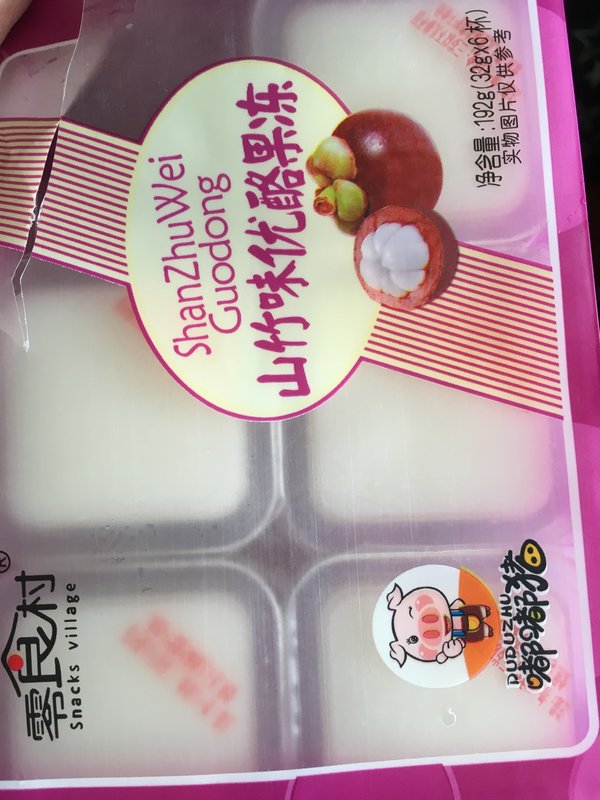 ShanZhuWei
Guodong
山竹味优酪果冻
净含量:192g(32gx6杯)
实物图片仅供参考
®
零食村
Snacks village
DUDUZHU
嘟嘟猪